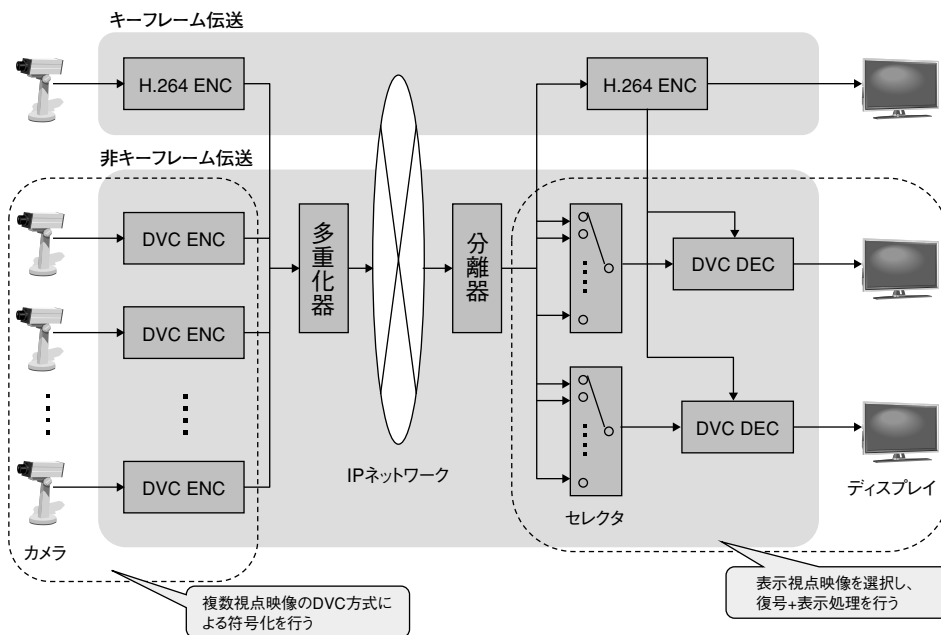 キーフレーム伝送
H.264 ENC
H.264 ENC
非キーフレーム伝送
DVC ENC
DVC ENC
DVC ENC
多重化器
IPネットワーク
分離器
セレクタ
DVC DEC
DVC DEC
カメラ
ディスプレイ
複数視点映像のDVC方式に
よる符号化を行う
表示視点映像を選択し、
復号+表示処理を行う